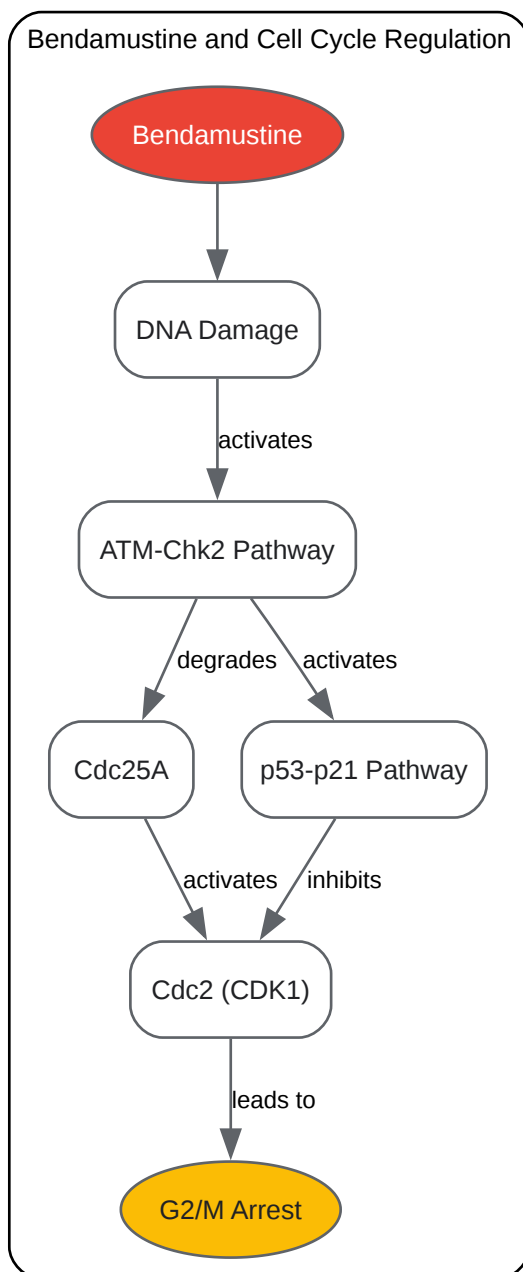 Bendamustine and Cell Cycle Regulation
Bendamustine
DNA Damage
activates
ATM-Chk2 Pathway
degrades
activates
Cdc25A
p53-p21 Pathway
activates
inhibits
Cdc2 (CDK1)
leads to
G2/M Arrest